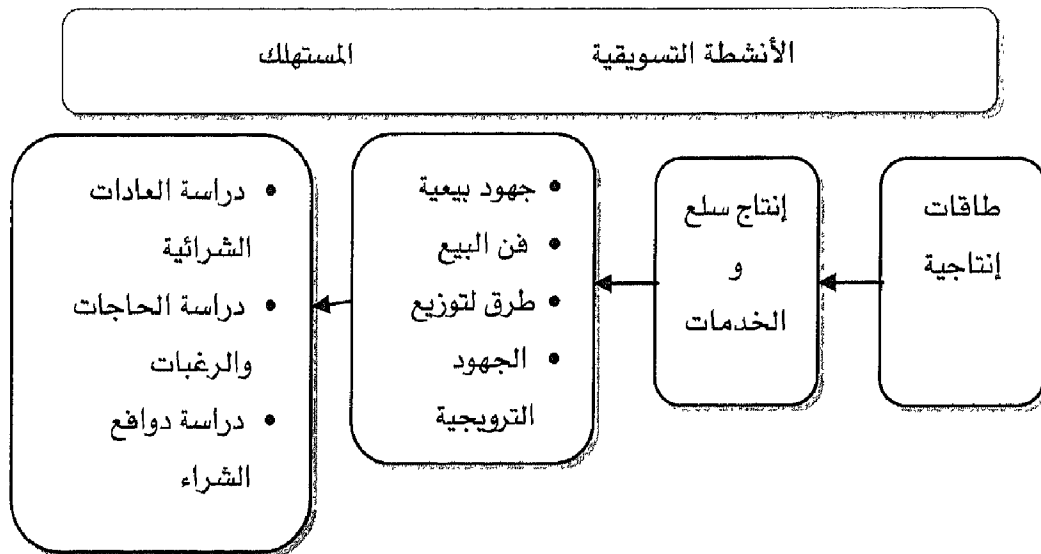 الأنشطة التسويقية المستهلك
طاقات
إنتاجية
إنتاج سلع
و
الخدمات
• جهود بيعية
• فن البيع
• طرق لتوزيع
• الجهود
الترويجية
• دراسة العادات
الشرائية
• دراسة الحاجات
والرغبات
• دراسة دوافع
الشراء